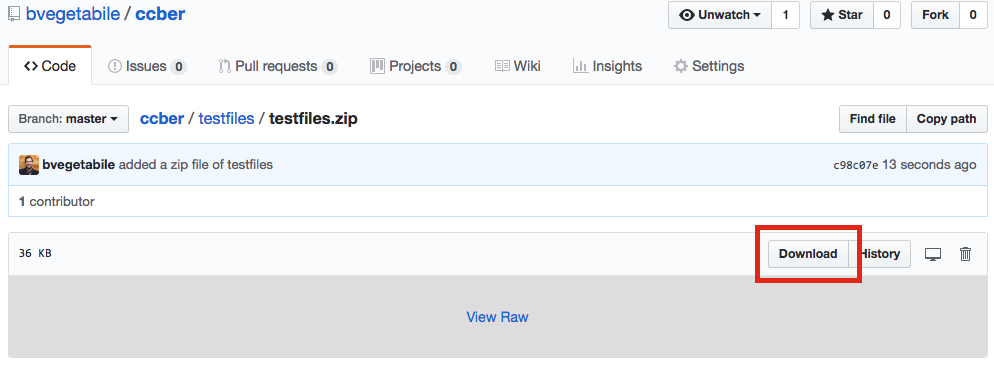 bvegetabile / ccber Unwatch 1 Star 0 Fork 0
Code Issues 0 Pull requests 0 Projects 0 Wiki Insights Settings
Branch: master ccber / testfiles / testfiles.zip Find file Copy path
bvegetabile added a zip file of testfiles c98c07e 13 seconds ago
1 contributor
36 KB Download History
View Raw